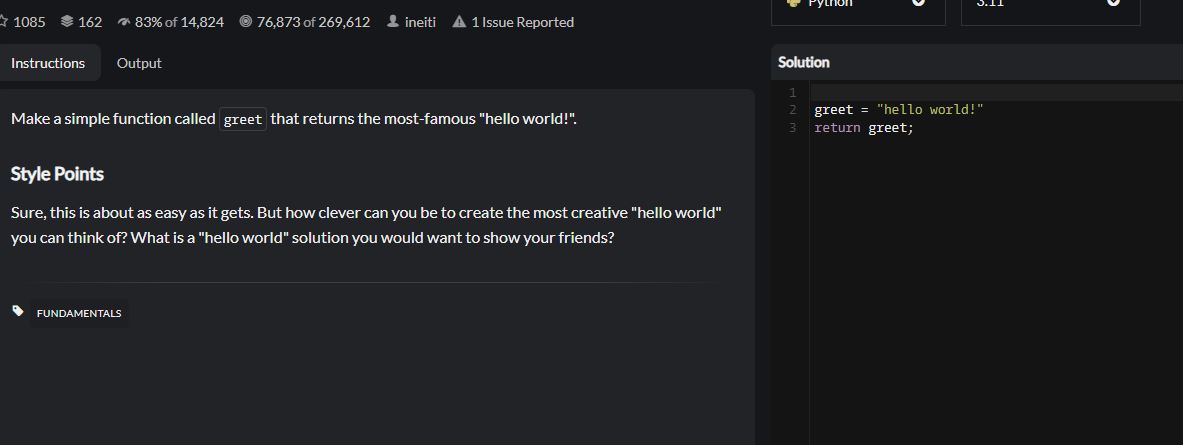 1085 162 83% of 14,824 76,873 of 269,612 ineiti 1 Issue Reported
Python 3.11
Instructions Output
Make a simple function called greet that returns the most-famous "hello world!".
Style Points
Sure, this is about as easy as it gets. But how clever can you be to create the most creative "hello world"
you can think of? What is a "hello world" solution you would want to show your friends?
FUNDAMENTALS
Solution
1
2 greet = "hello world!"
3 return greet;